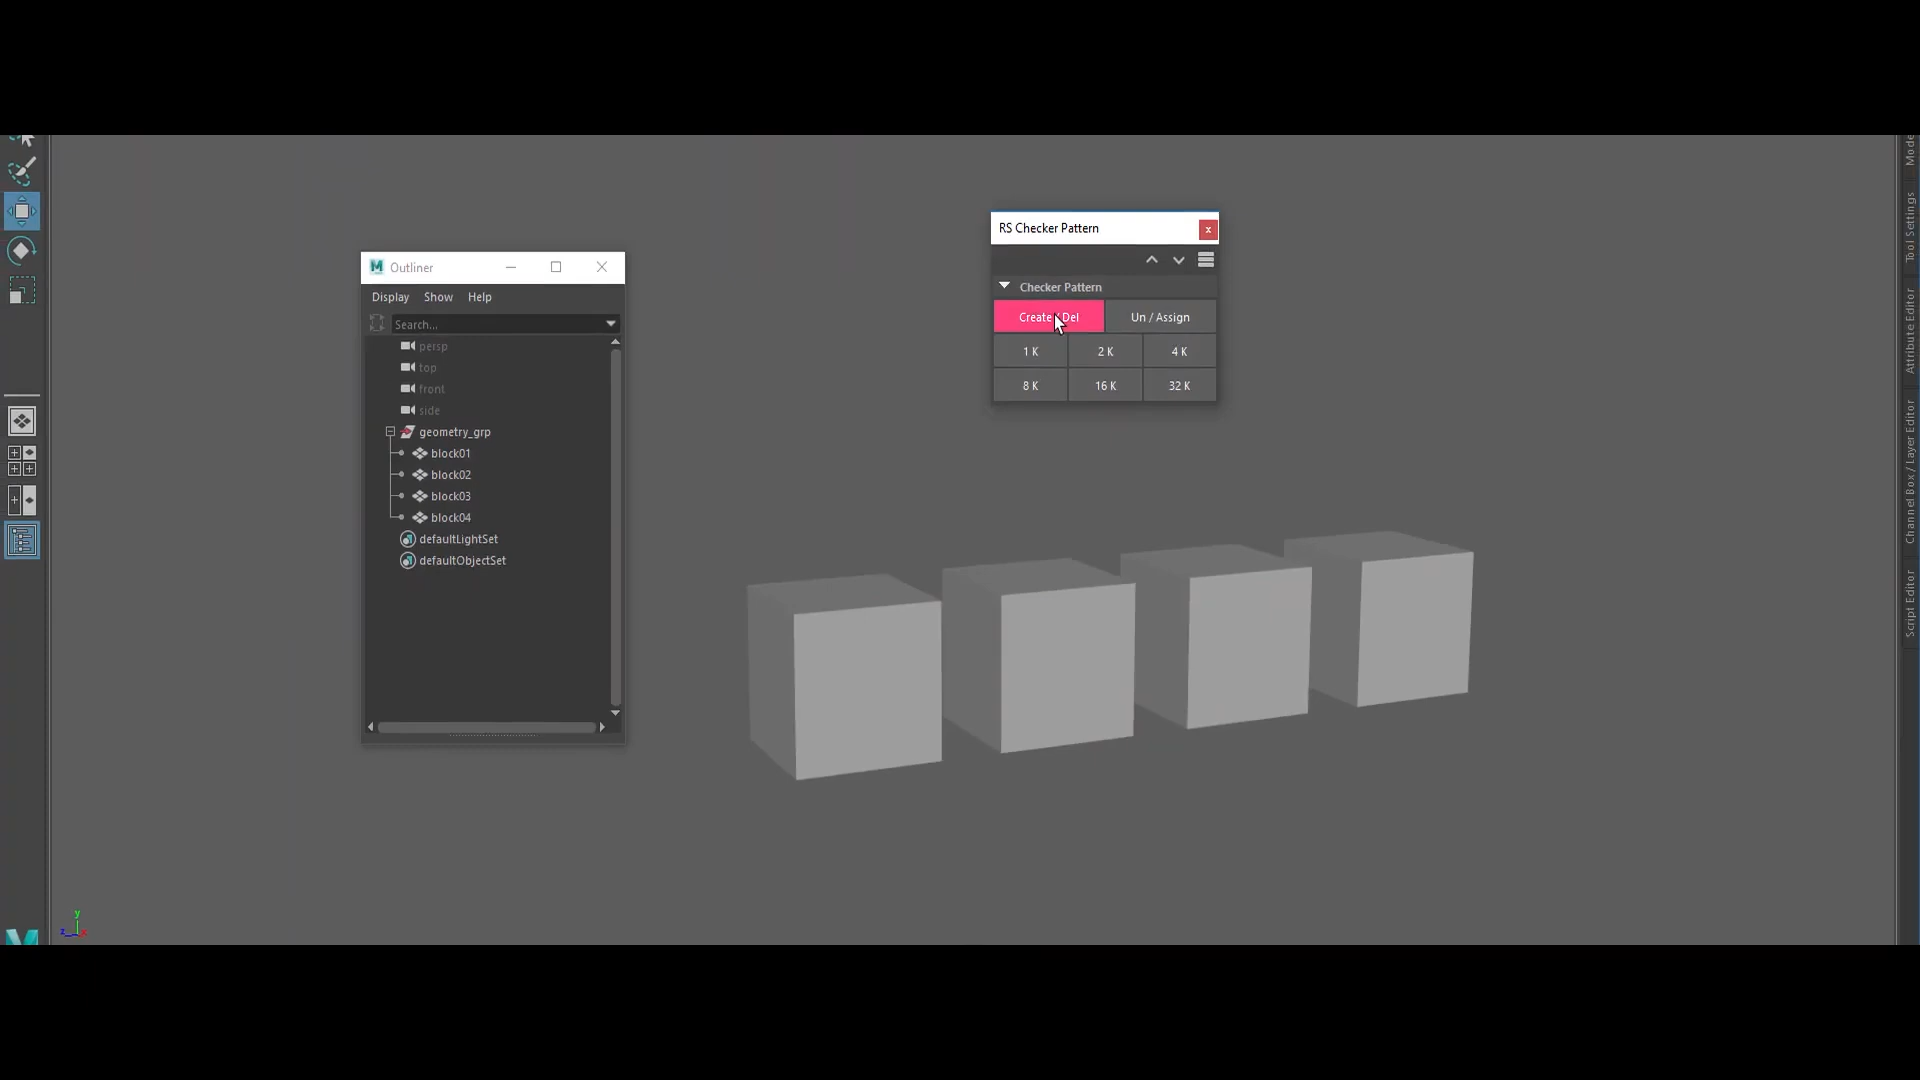 RS Checker Pattern
x
Checker Pattern
Create / Del
Un / Assign
1 K
2 K
4 K
8 K
16 K
32 K
M
Outliner
Display
Show
Help
Search...
persp
top
front
side
geometry_grp
block01
block02
block03
block04
defaultLightSet
defaultObjectSet
Tool Settings
Attribute Editor
Channel Box / Layer Editor
Script Editor
y
z
x